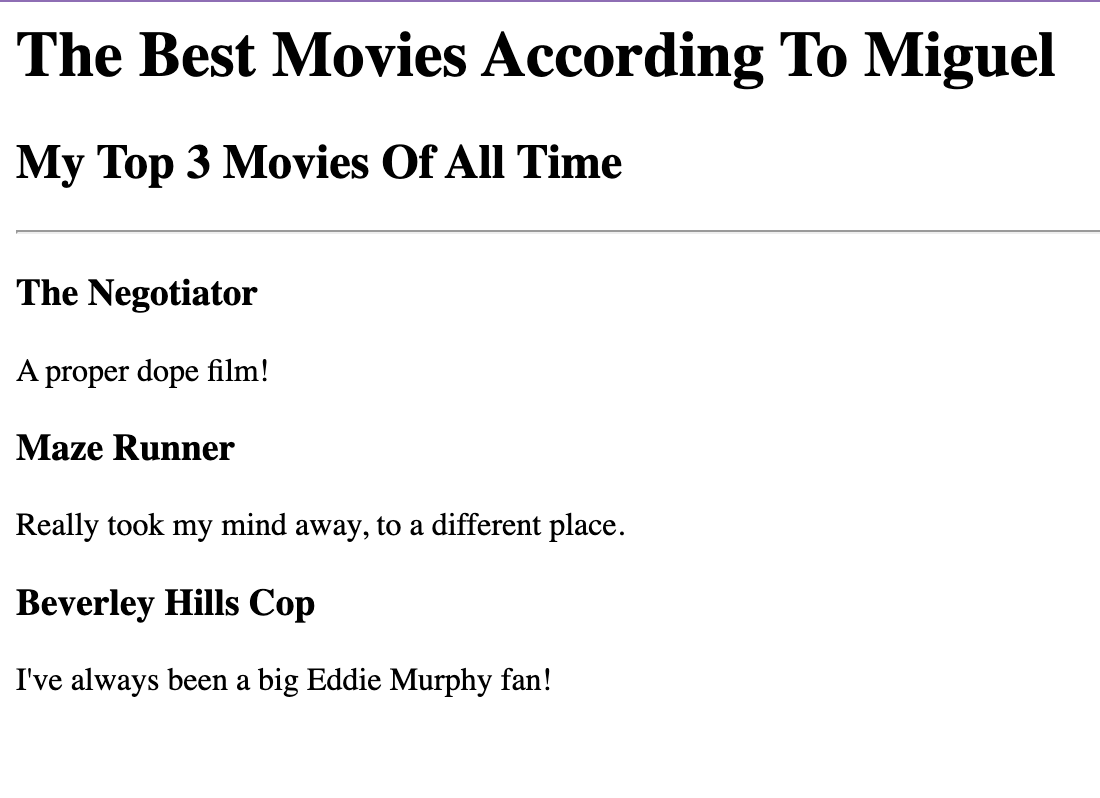 The Best Movies According To Miguel
My Top 3 Movies Of All Time
The Negotiator
A proper dope film!
Maze Runner
Really took my mind away, to a different place.
Beverley Hills Cop
I've always been a big Eddie Murphy fan!